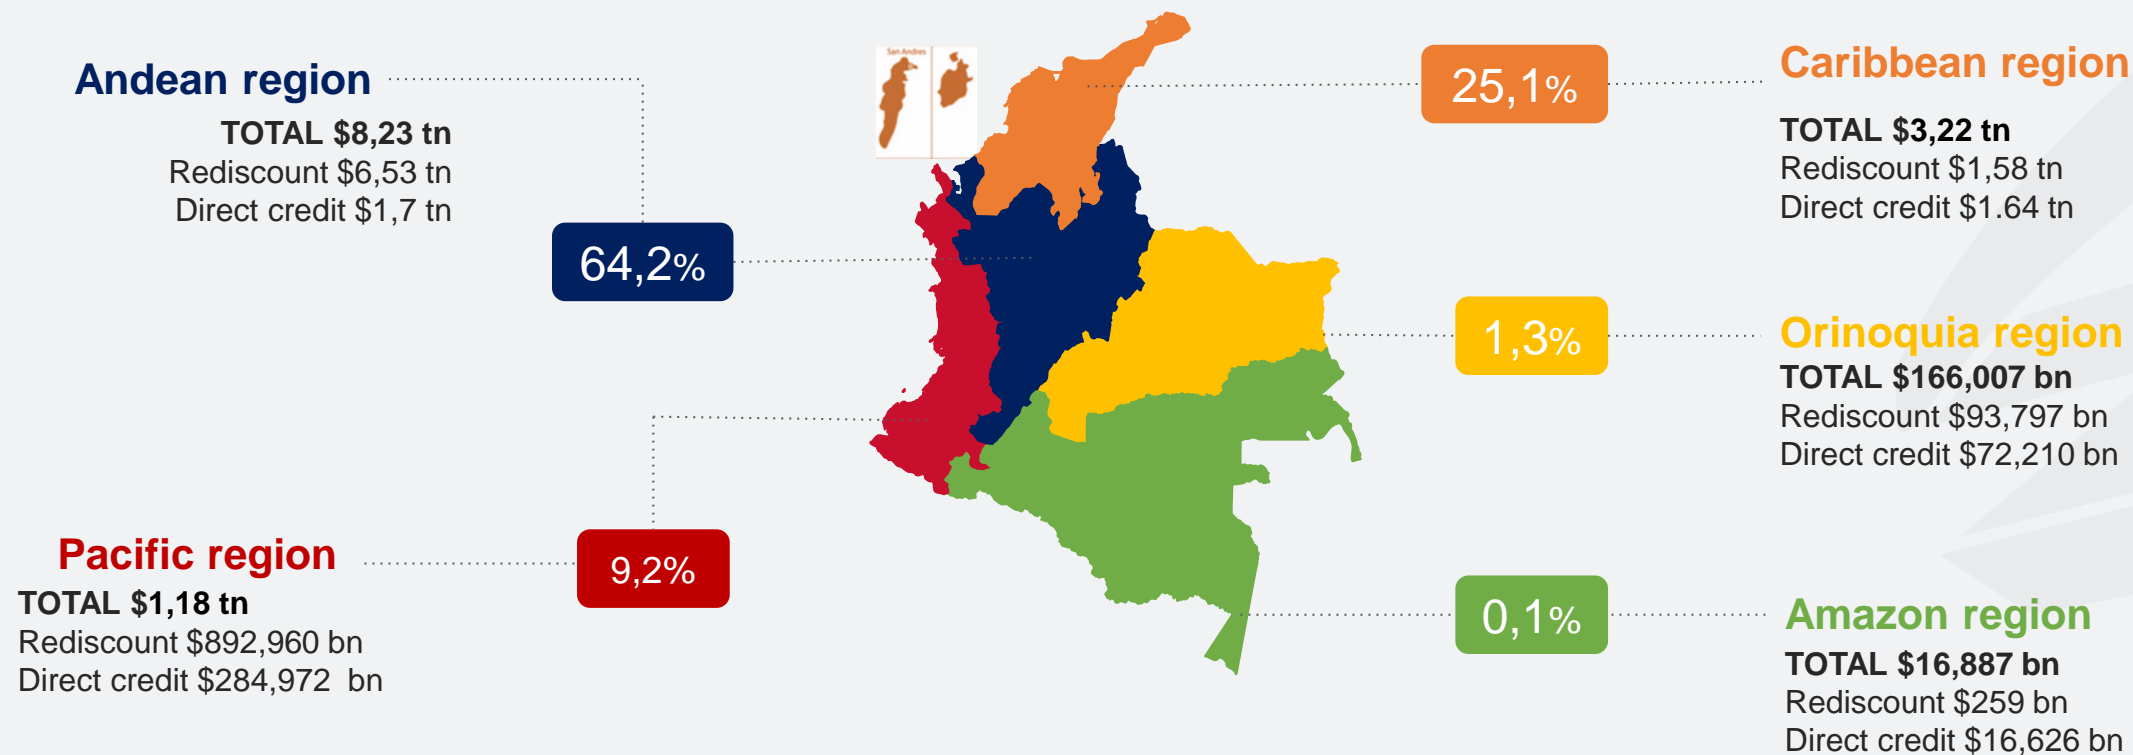 San Andres
Andean region
TOTAL $8,23 tn
Rediscount $6,53 tn
Direct credit $1,7 tn
64,2%
25,1%
Caribbean region
TOTAL $3,22 tn
Rediscount $1,58 tn
Direct credit $1.64 tn
1,3%
Orinoquia region
TOTAL $166,007 bn
Rediscount $93,797 bn
Direct credit $72,210 bn
Pacific region
TOTAL $1,18 tn
Rediscount $892,960 bn
Direct credit $284,972  bn
9,2%
0,1%
Amazon region
TOTAL $16,887 bn
Rediscount $259 bn
Direct credit $16,626 bn